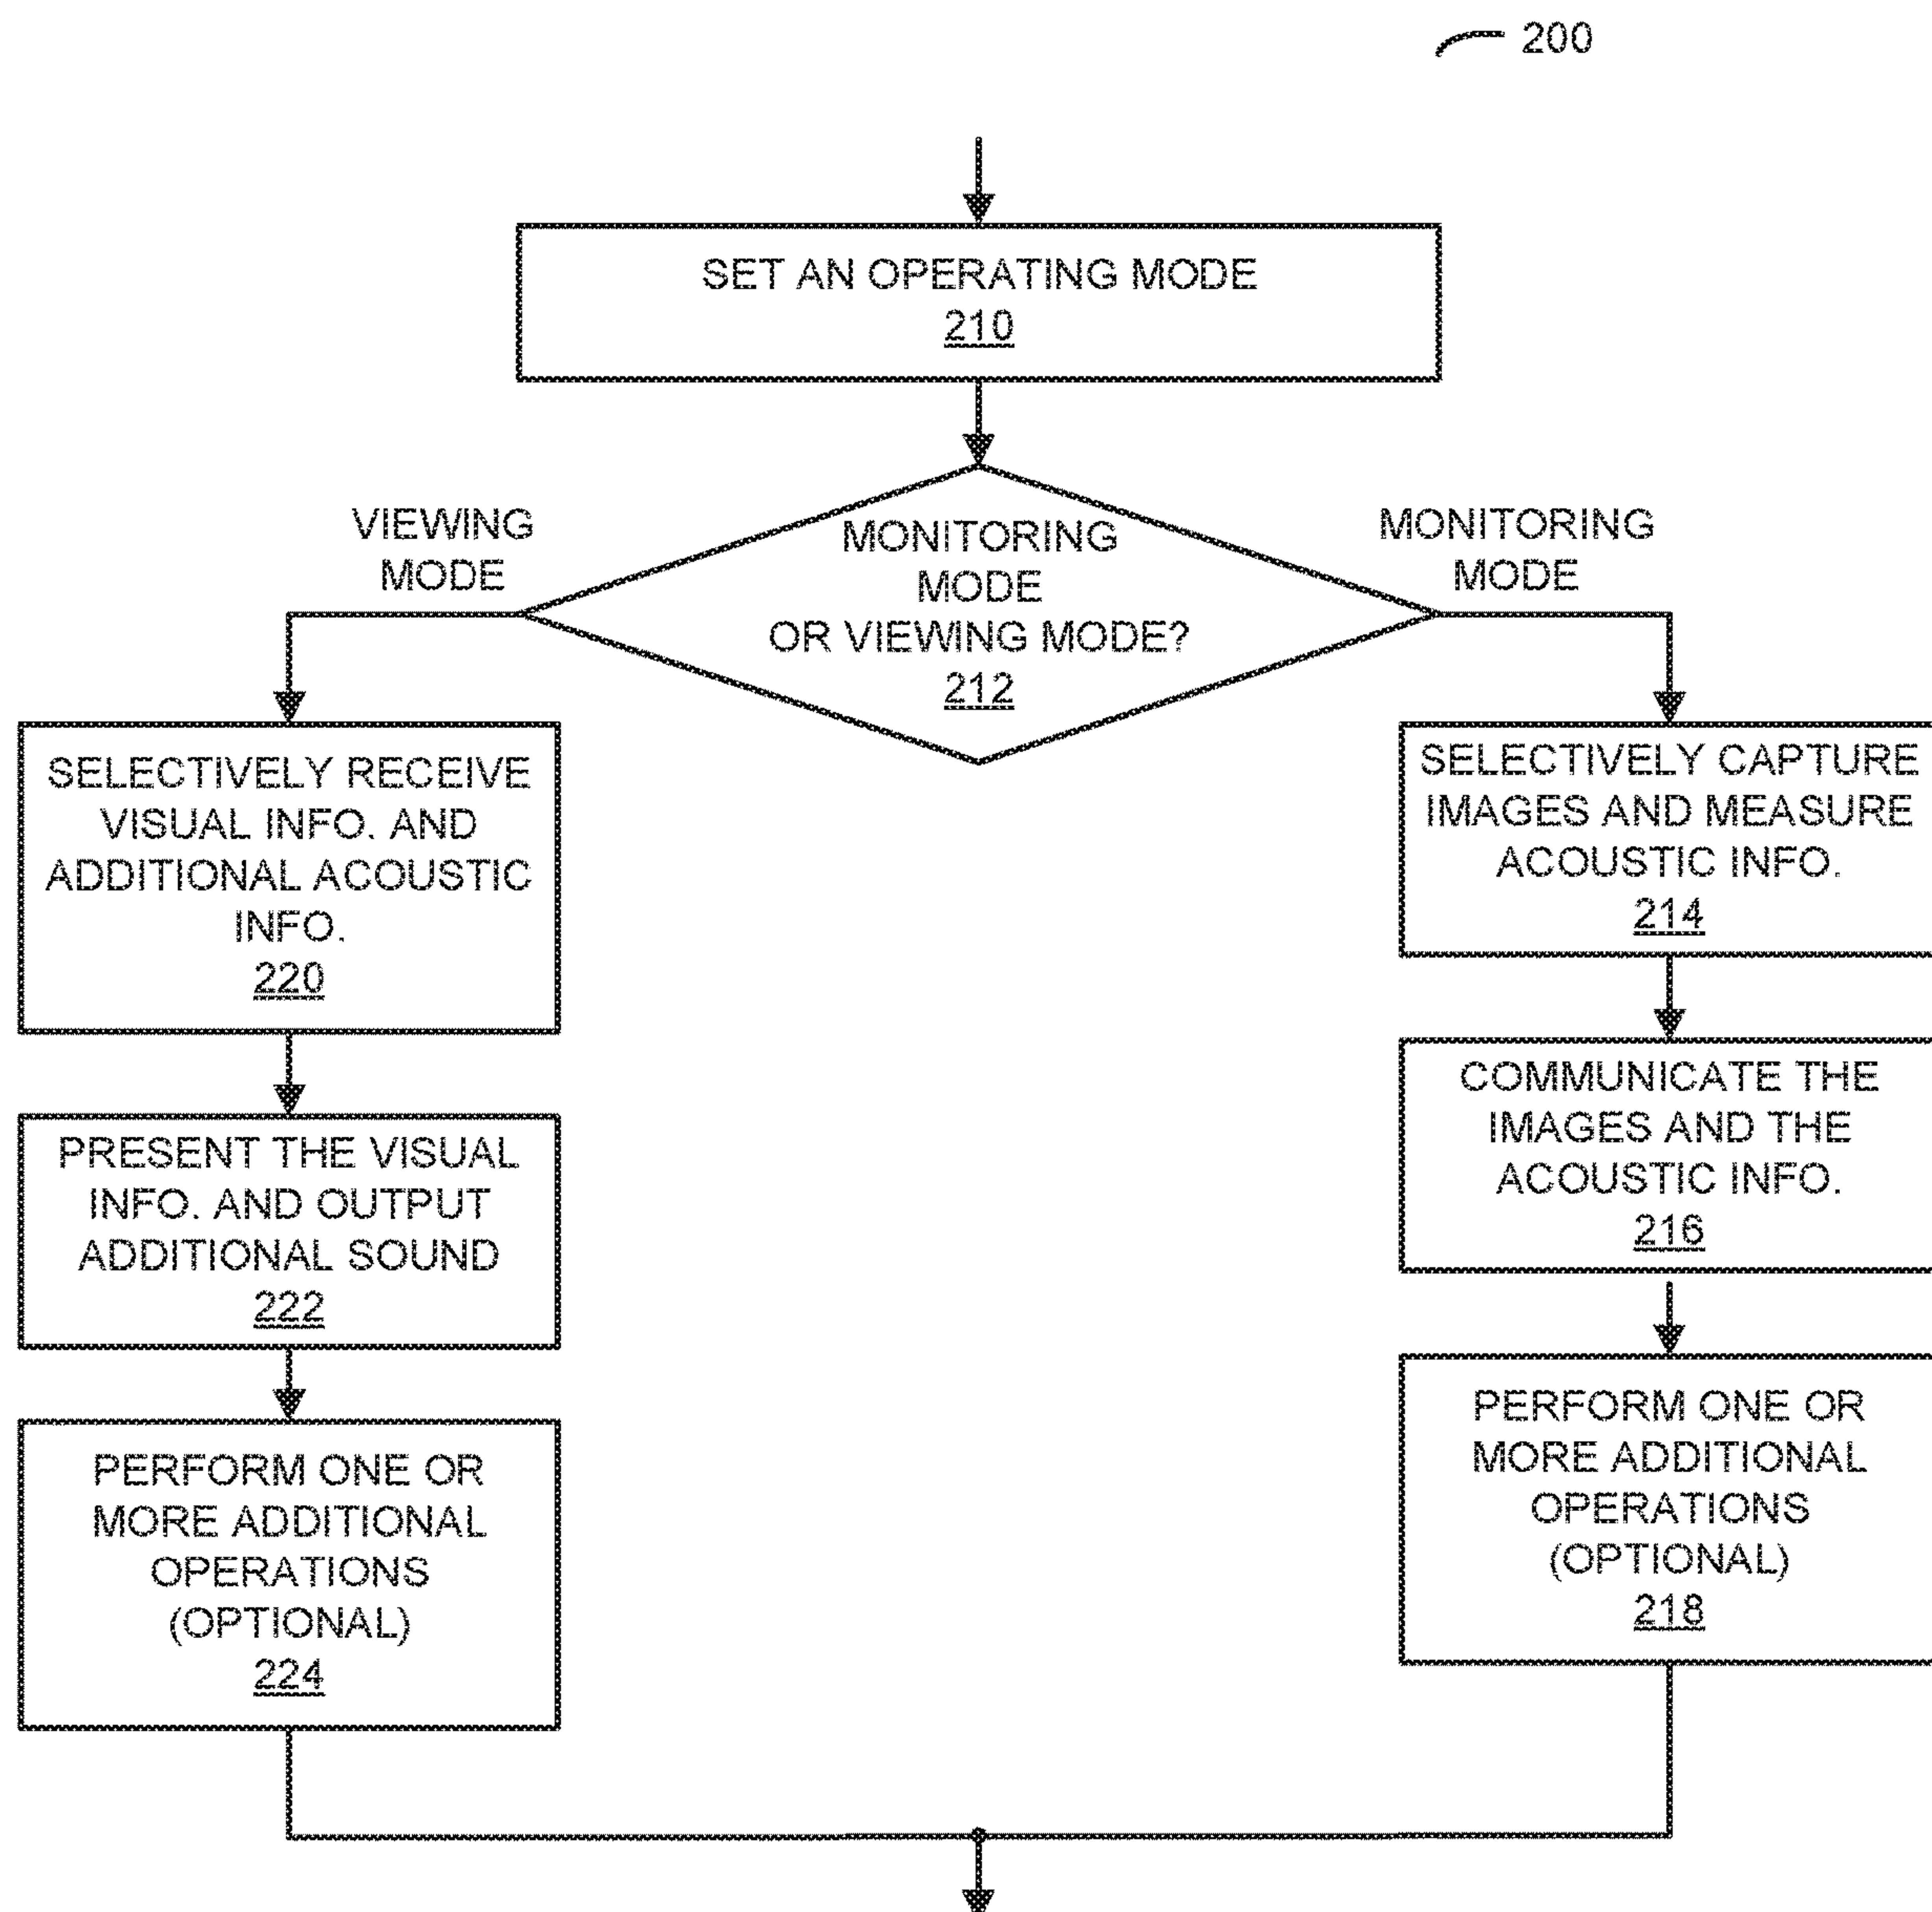 200
SET AN OPERATING MODE
210
VIEWING
MODE
MONITORING
MODE
OR VIEWING MODE?
212
MONITORING
MODE
SELECTIVELY RECEIVE
VISUAL INFO. AND
ADDITIONAL ACOUSTIC
INFO.
220
PRESENT THE VISUAL
INFO. AND OUTPUT
ADDITIONAL SOUND
222
PERFORM ONE OR
MORE ADDITIONAL
OPERATIONS
(OPTIONAL)
224
SELECTIVELY CAPTURE
IMAGES AND MEASURE
ACOUSTIC INFO.
214
COMMUNICATE THE
IMAGES AND THE
ACOUSTIC INFO.
216
PERFORM ONE OR
MORE ADDITIONAL
OPERATIONS
(OPTIONAL)
218